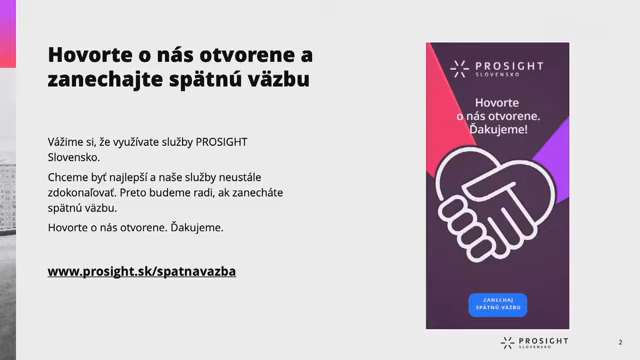 Hovorte o nás otvorene a
zanechajte spätnú väzbu
Vážime si, že využívate služby PROSIGHT
Slovensko.
Chceme byť najlepší a naše služby neustále
zdokonaľovať. Preto budeme radi, ak zanecháte
spätnú väzbu.
Hovorte o nás otvorene. Ďakujeme.
www.prosight.sk/spatnavazba
PROSIGHT
SLOVENSKO
Hovorte
o nás otvorene.
Ďakujeme!
ZANECHAJ
SPÄTNÚ VÄZBU
PROSIGHT
SLOVENSKO
2